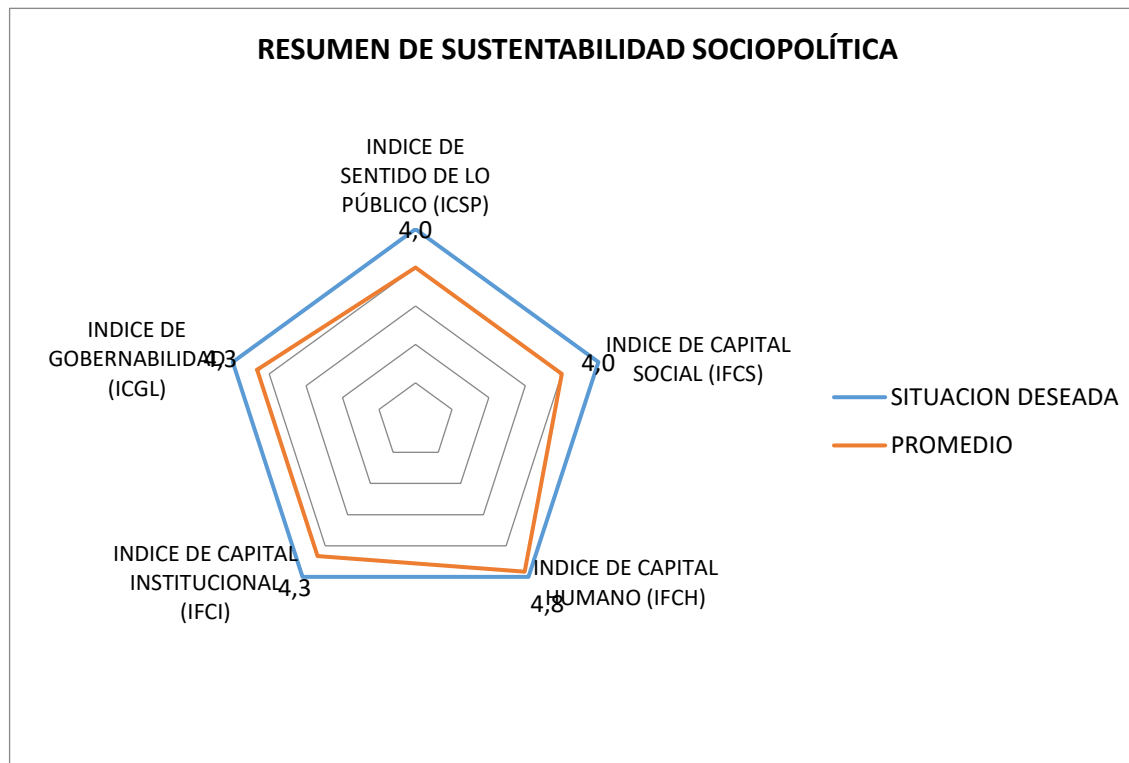 RESUMEN DE SUSTENTABILIDAD SOCIOPOLÍTICA
INDICE DE
SENTIDO DE LO
PÚBLICO (ICSP)
4,0
INDICE DE CAPITAL
SOCIAL (IFCS)
4,0
INDICE DE CAPITAL
HUMANO (IFCH)
4,8
INDICE DE CAPITAL
INSTITUCIONAL
(IFCI)
4,3
INDICE DE
GOBERNABILIDAD
(ICGL)
4,3
SITUACION DESEADA
PROMEDIO